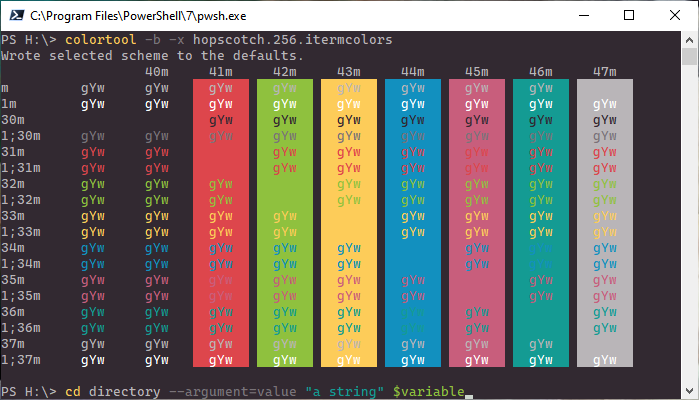 C:\Program Files\PowerShell\7\pwsh.exe
PS H:\> colortool -b -x hopscotch.256.itermcolors
Wrote selected scheme to the defaults.
40m 41m 42m 43m 44m 45m 46m 47m
m gYw gYw gYw gYw gYw gYw gYw gYw
1m gYw gYw gYw gYw gYw gYw gYw gYw gYw
30m gYw gYw gYw gYw gYw gYw gYw
1;30m gYw gYw gYw gYw gYw gYw gYw gYw gYw
31m gYw gYw gYw gYw gYw gYw gYw gYw
1;31m gYw gYw gYw gYw gYw gYw gYw gYw
32m gYw gYw gYw gYw gYw gYw gYw gYw
1;32m gYw gYw gYw gYw gYw gYw gYw gYw
33m gYw gYw gYw gYw gYw gYw gYw gYw
1;33m gYw gYw gYw gYw gYw gYw gYw gYw
34m gYw gYw gYw gYw gYw gYw gYw gYw
1;34m gYw gYw gYw gYw gYw gYw gYw gYw
35m gYw gYw gYw gYw gYw gYw gYw gYw
1;35m gYw gYw gYw gYw gYw gYw gYw gYw
36m gYw gYw gYw gYw gYw gYw gYw gYw
1;36m gYw gYw gYw gYw gYw gYw gYw gYw
37m gYw gYw gYw gYw gYw gYw gYw gYw
1;37m gYw gYw gYw gYw gYw gYw gYw gYw gYw
PS H:\> cd directory --argument=value "a string" $variable